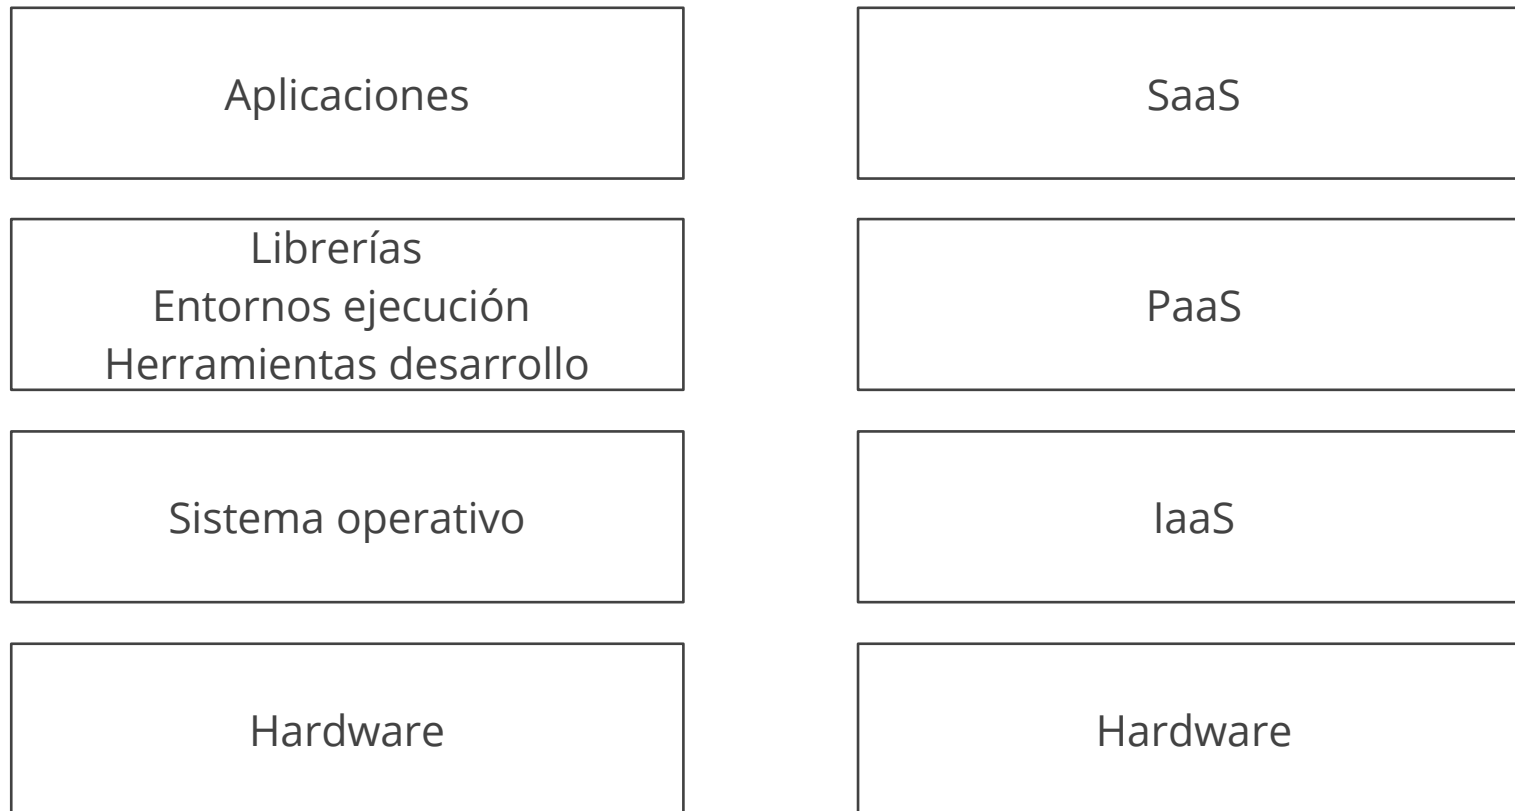 Aplicaciones
SaaS
Librerías
Entornos ejecución
Herramientas desarrollo
PaaS
Sistema operativo
IaaS
Hardware
Hardware